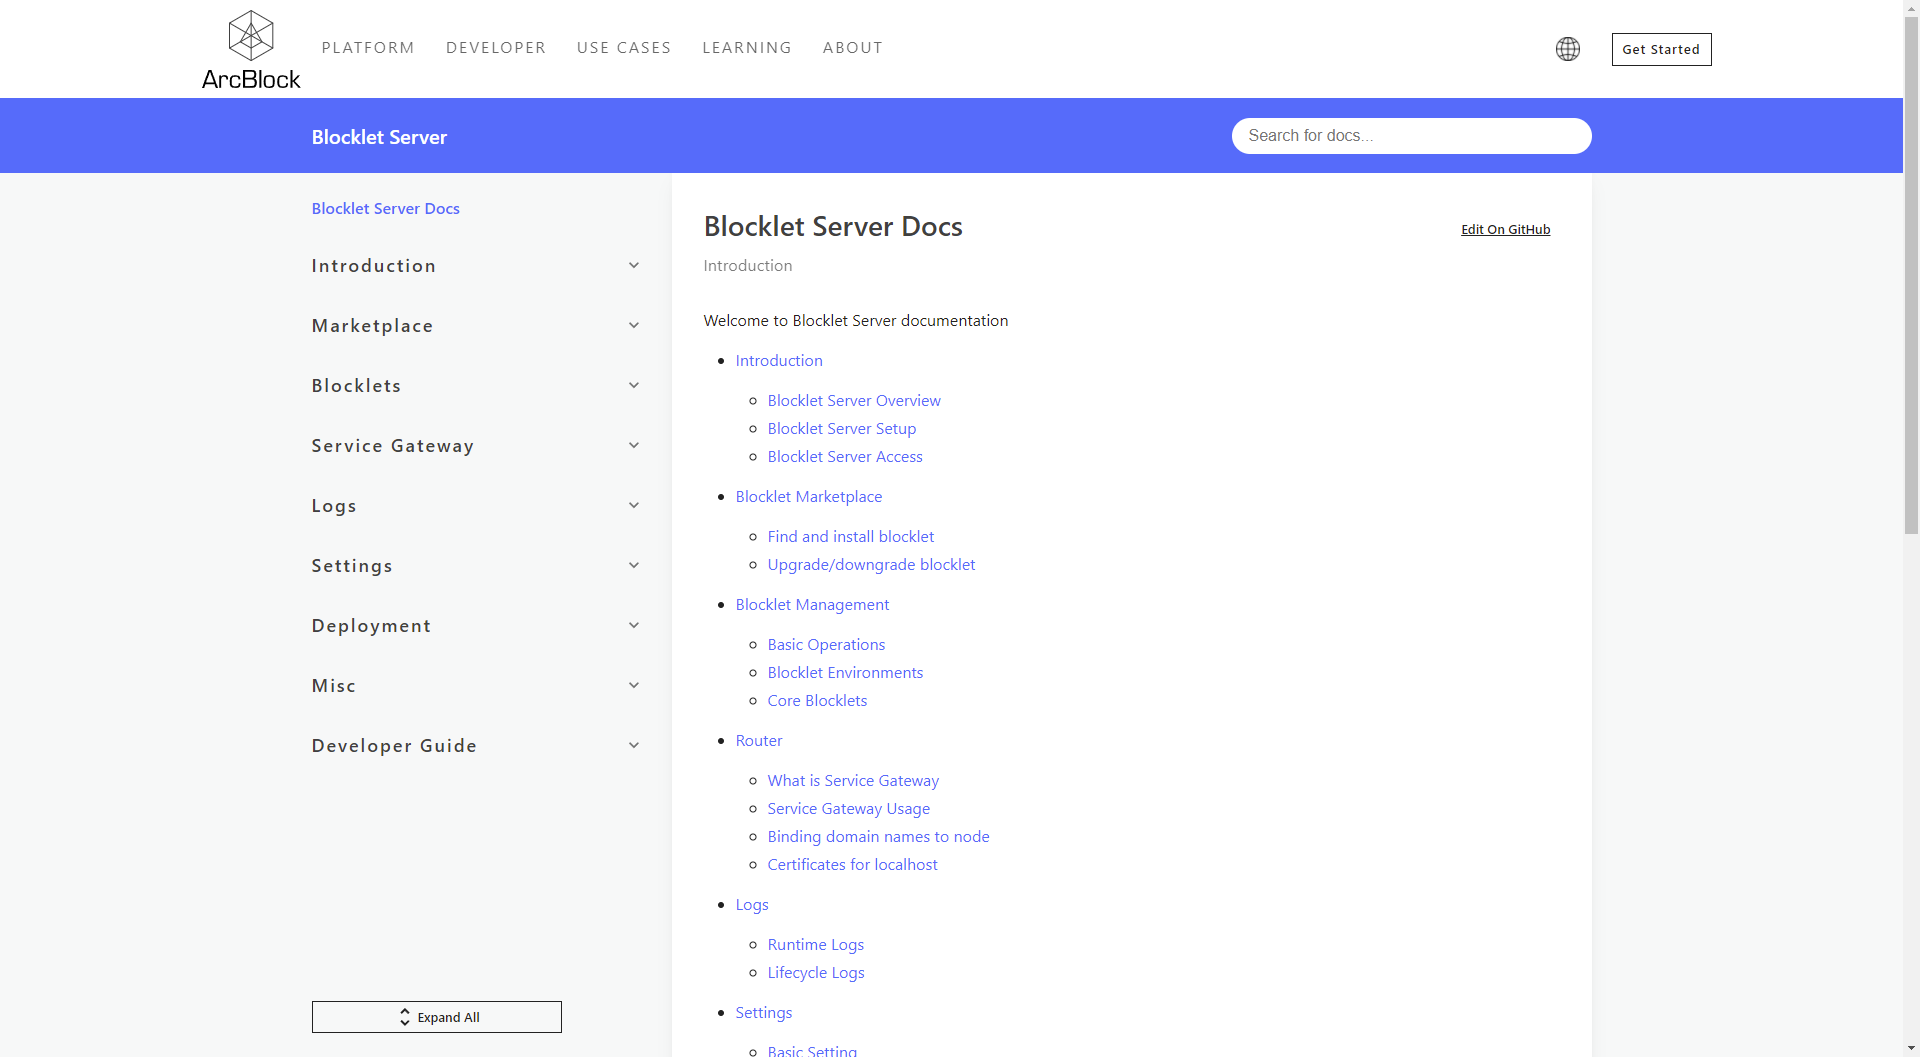 PLATFORM DEVELOPER USE CASES LEARNING ABOUT
Get Started
ArcBlock
Blocklet Server
Search for docs...
Blocklet Server Docs
Introduction
Marketplace
Blocklets
Service Gateway
Logs
Settings
Deployment
Misc
Developer Guide
Expand All
Blocklet Server Docs
Edit On GitHub
Introduction
Welcome to Blocklet Server documentation
Introduction
Blocklet Server Overview
Blocklet Server Setup
Blocklet Server Access
Blocklet Marketplace
Find and install blocklet
Upgrade/downgrade blocklet
Blocklet Management
Basic Operations
Blocklet Environments
Core Blocklets
Router
What is Service Gateway
Service Gateway Usage
Binding domain names to node
Certificates for localhost
Logs
Runtime Logs
Lifecycle Logs
Settings
Basic Setting